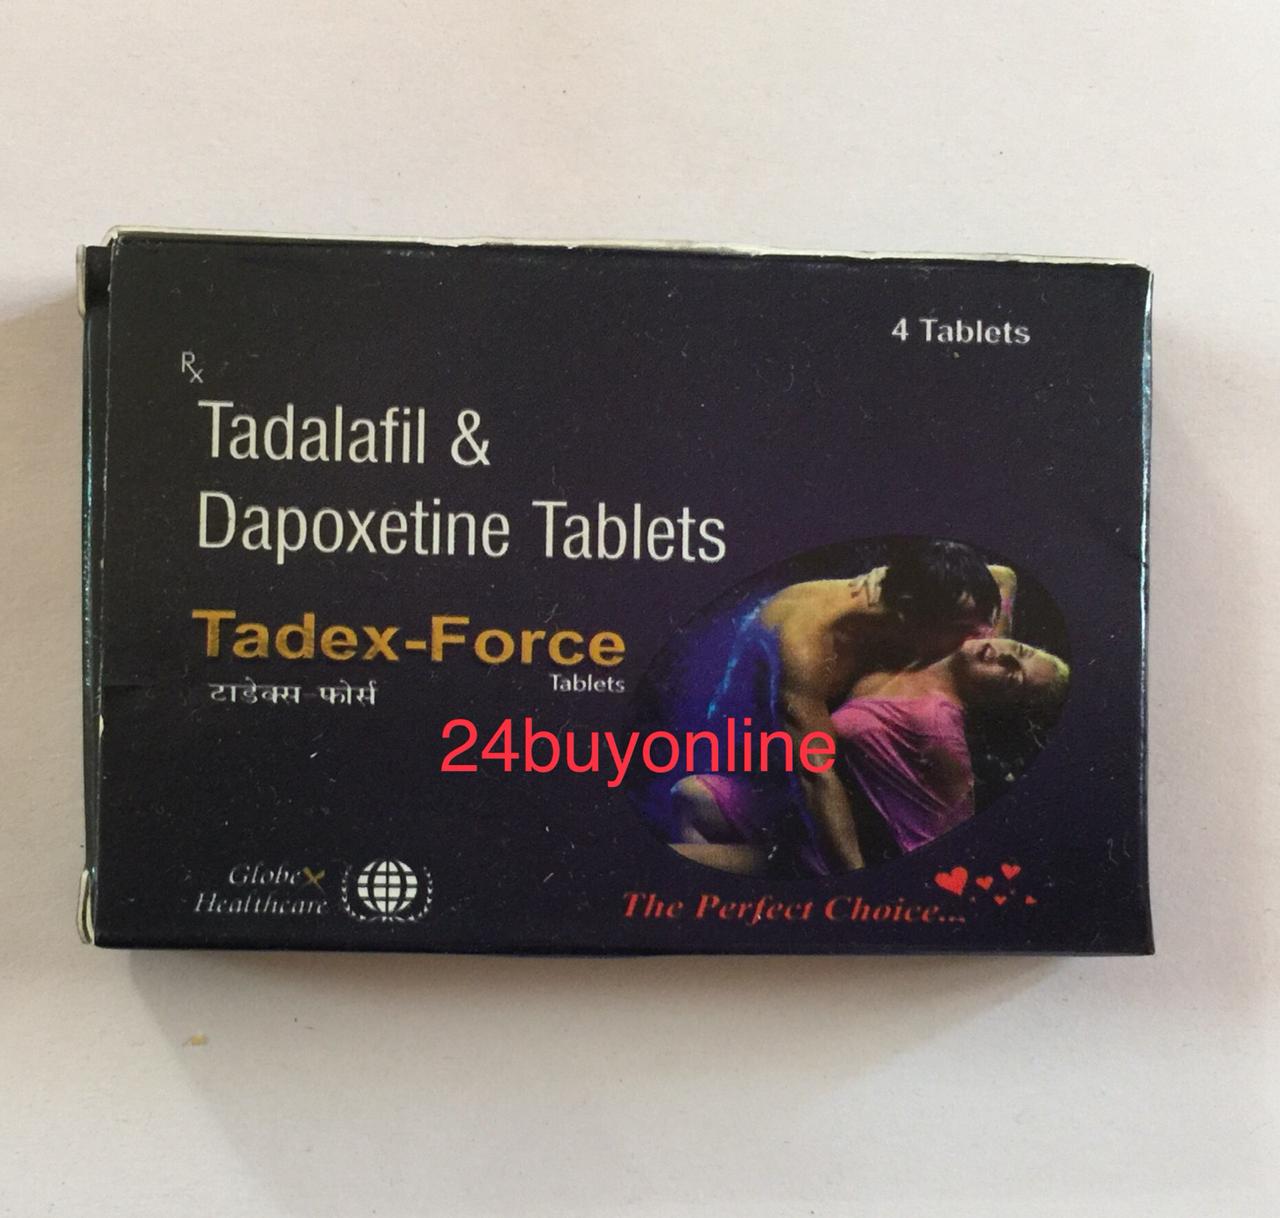 4 Tablets
Rx
Tadalafil &
Dapoxetine Tablets
Tadex-Force
Tablets
टाडेक्स-फोर्स
24buyonline
Globex
Healthcare
The Perfect Choice...